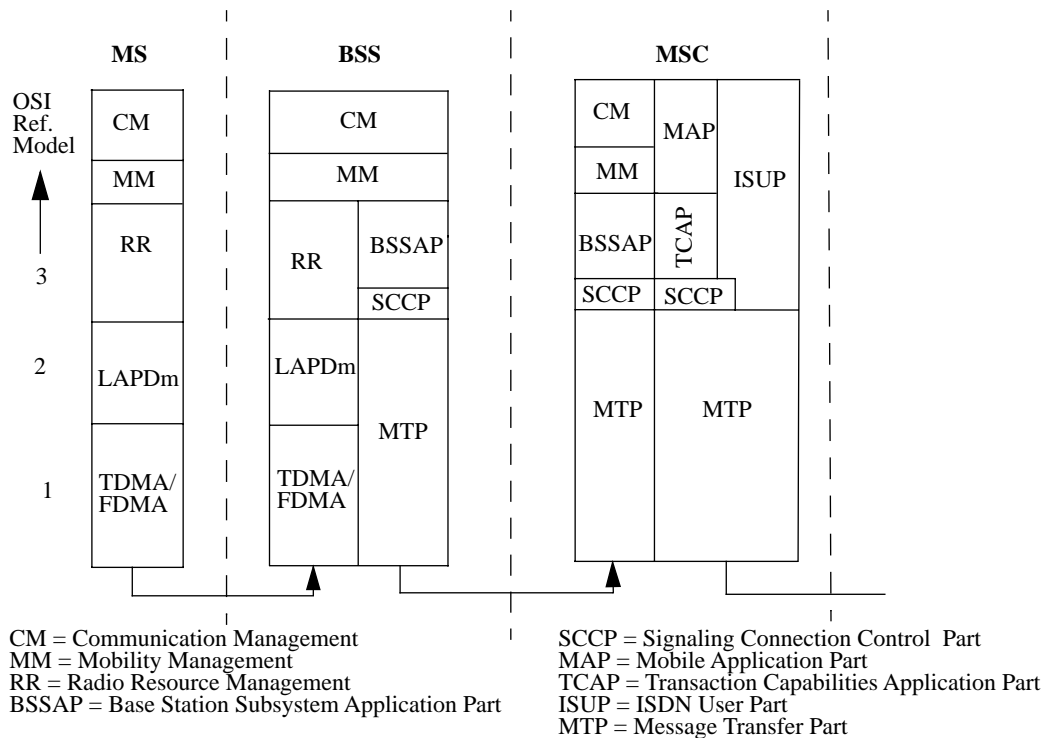 MS
BSS
MSC
OSI
Ref.
Model
3
2
1
CM
MM
RR
LAPDm
TDMA/
FDMA
CM
MM
RR
BSSAP
SCCP
LAPDm
MTP
TDMA/
FDMA
CM
MAP
ISUP
MM
BSSAP
TCAP
SCCP
SCCP
MTP
MTP
CM = Communication Management
MM = Mobility Management
RR = Radio Resource Management
BSSAP = Base Station Subsystem Application Part
SCCP = Signaling Connection Control Part
MAP = Mobile Application Part
TCAP = Transaction Capabilities Application Part
ISUP = ISDN User Part
MTP = Message Transfer Part